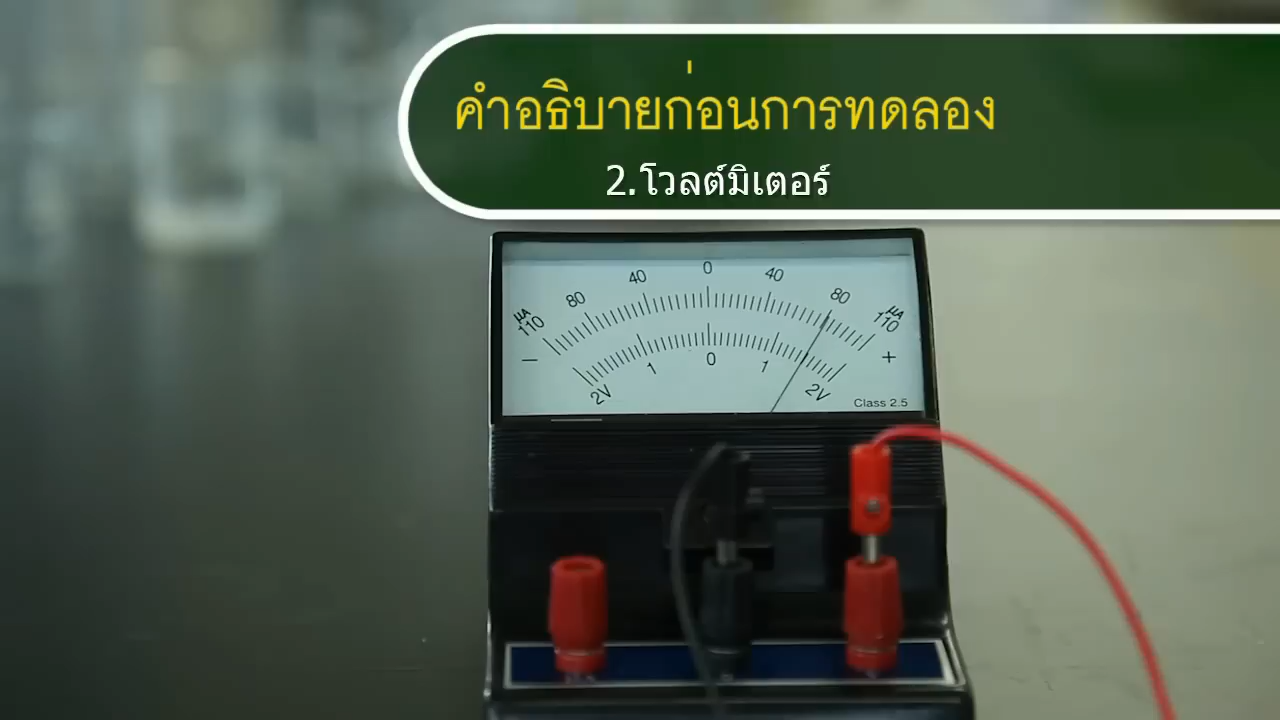 คำอธิบายก่อนการทดลอง
2.โวลต์มิเตอร์
40 0 40
80 80
µA 110 µA 110
− +
1 0 1
2V 2V
Class 2.5